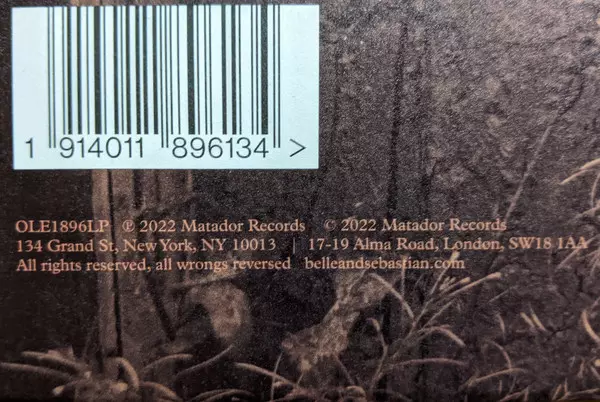 1 914011 896134 >
OLE1896LP ℗ 2022 Matador Records © 2022 Matador Records
134 Grand St, New York, NY 10013 | 17-19 Alma Road, London, SW18 1AA
All rights reserved, all wrongs reversed belleandsebastian.com